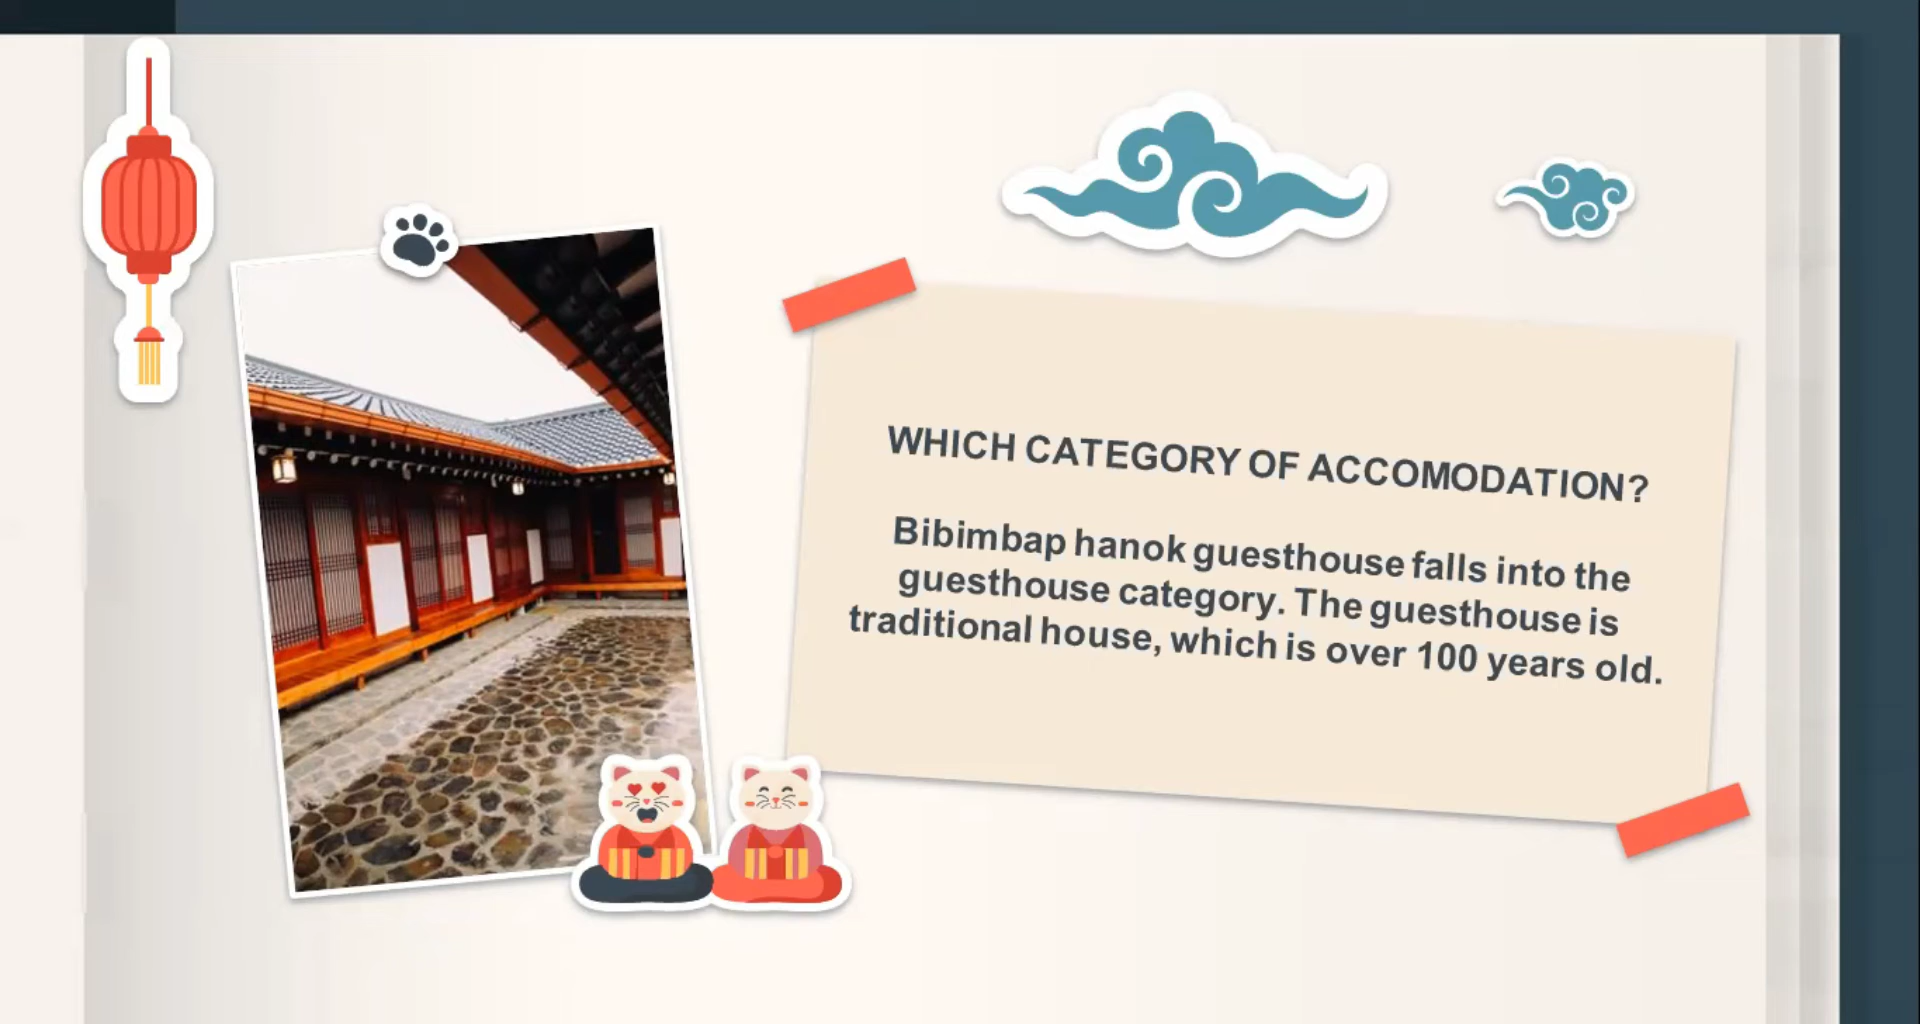 WHICH CATEGORY OF ACCOMODATION?
Bibimbap hanok guesthouse falls into the
guesthouse category. The guesthouse is
traditional house, which is over 100 years old.